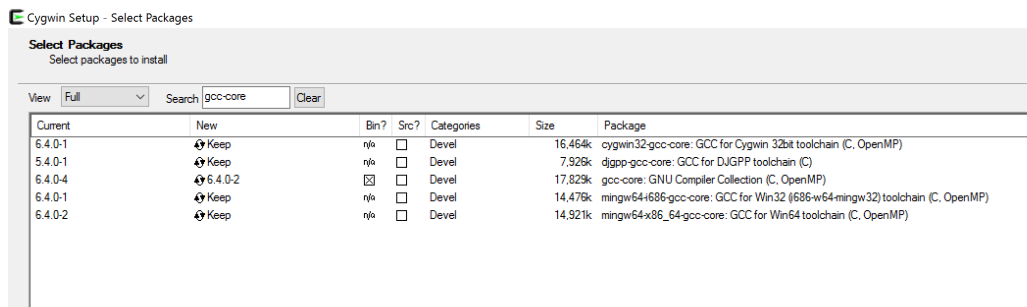 Cygwin Setup - Select Packages
Select Packages
Select packages to install
View Full Search gcc-core Clear
Current New Bin? Src? Categories Size Package
6.4.0-1 Keep n/a Devel 16,464k cygwin32-gcc-core: GCC for Cygwin 32bit toolchain (C, OpenMP)
5.4.0-1 Keep n/a Devel 7,926k djgpp-gcc-core: GCC for DJGPP toolchain (C)
6.4.0-4 6.4.0-2 Devel 17,829k gcc-core: GNU Compiler Collection (C, OpenMP)
6.4.0-1 Keep n/a Devel 14,476k mingw64-i686-gcc-core: GCC for Win32 (i686-w64-mingw32) toolchain (C, OpenMP)
6.4.0-2 Keep n/a Devel 14,921k mingw64-x86_64-gcc-core: GCC for Win64 toolchain (C, OpenMP)